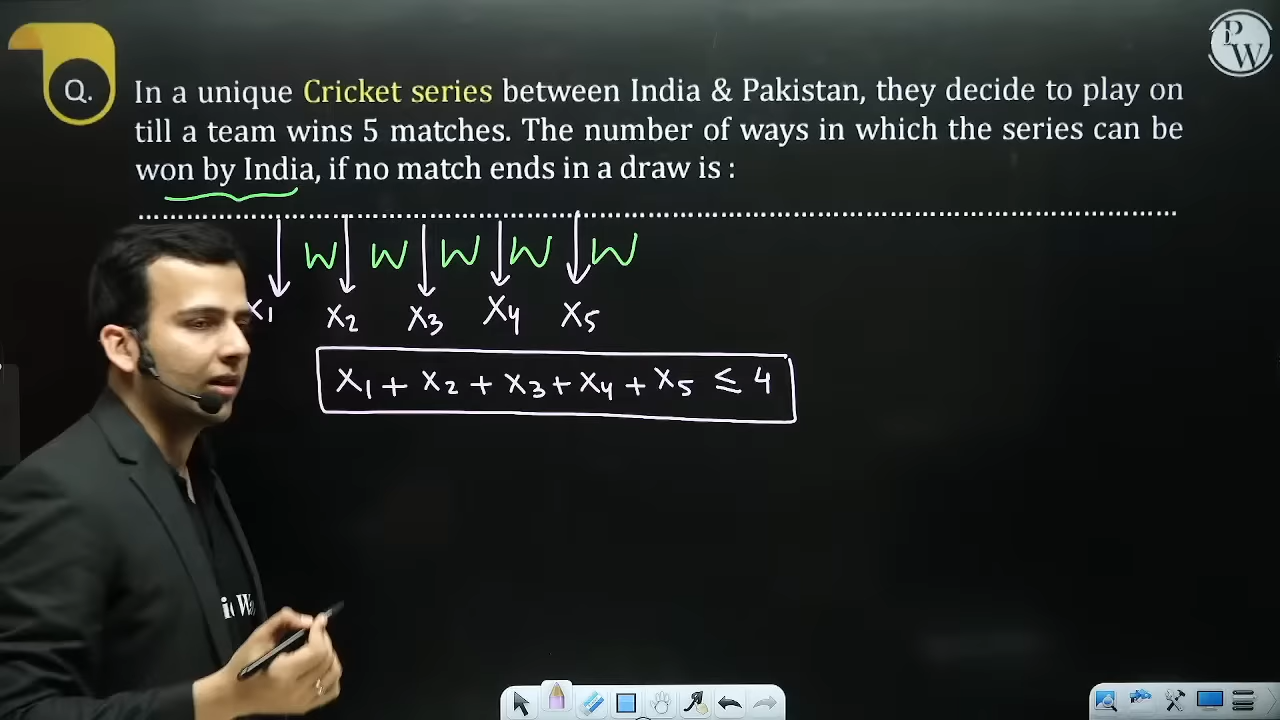 Q.
In a unique Cricket series between India & Pakistan, they decide to play on
till a team wins 5 matches. The number of ways in which the series can be
won by India, if no match ends in a draw is :
PW
W W W W W
x1 x2 x3 x4 x5
x1 + x2 + x3 + x4 + x5 ≤ 4